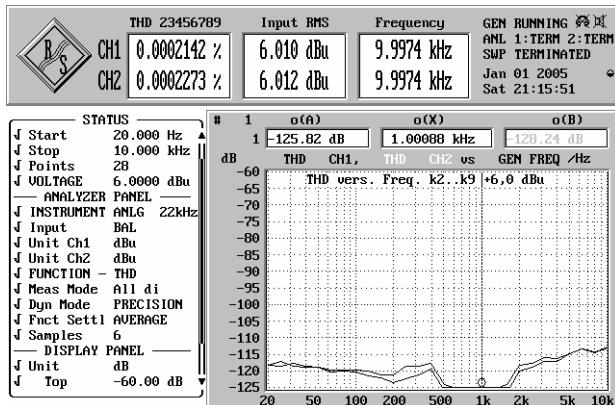 THD 23456789 Input RMS Frequency
R S
CH1 0.0002142 % 6.010 dBu 9.9974 kHz
CH2 0.0002273 % 6.012 dBu 9.9974 kHz
GEN RUNNING
ANL 1:TERM 2:TERM
SWP TERMINATED
Jan 01 2005
Sat 21:15:51
STATUS
Start 20.000 Hz
Stop 10.000 kHz
Points 28
VOLTAGE 6.0000 dBu
ANALYZER PANEL
INSTRUMENT ANLG 22kHz
Input BAL
Unit Ch1 dBu
Unit Ch2 dBu
FUNCTION - THD
Meas Mode All di
Dyn Mode PRECISION
Fnct Settl AVERAGE
Samples 6
DISPLAY PANEL
Unit dB
Top -60.00 dB
# 1 o(A) o(X) o(B)
1 -125.82 dB 1.00088 kHz -128.24 dB
dB THD CH1, THD CH2 vs GEN FREQ /Hz
THD vers. Freq. k2..k9 +6,0 dBu
-60
-65
-70
-75
-80
-85
-90
-95
-100
-105
-110
-115
-120
-125
20 50 100 200 500 1k 2k 5k 10k